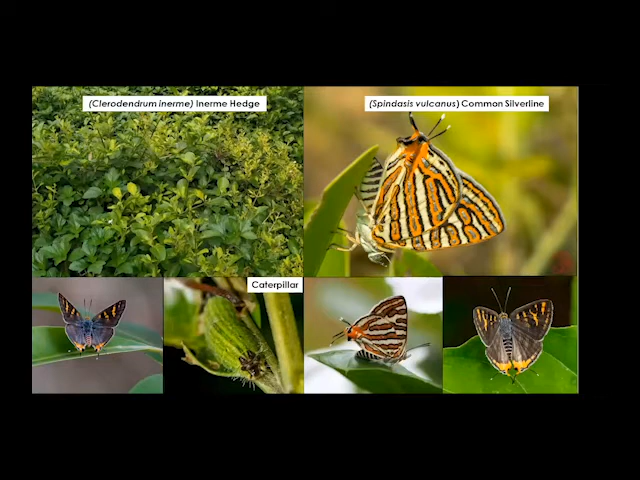 (Clerodendrum inerme) Inerme Hedge
(Spindasis vulcanus) Common Silverline
Caterpillar